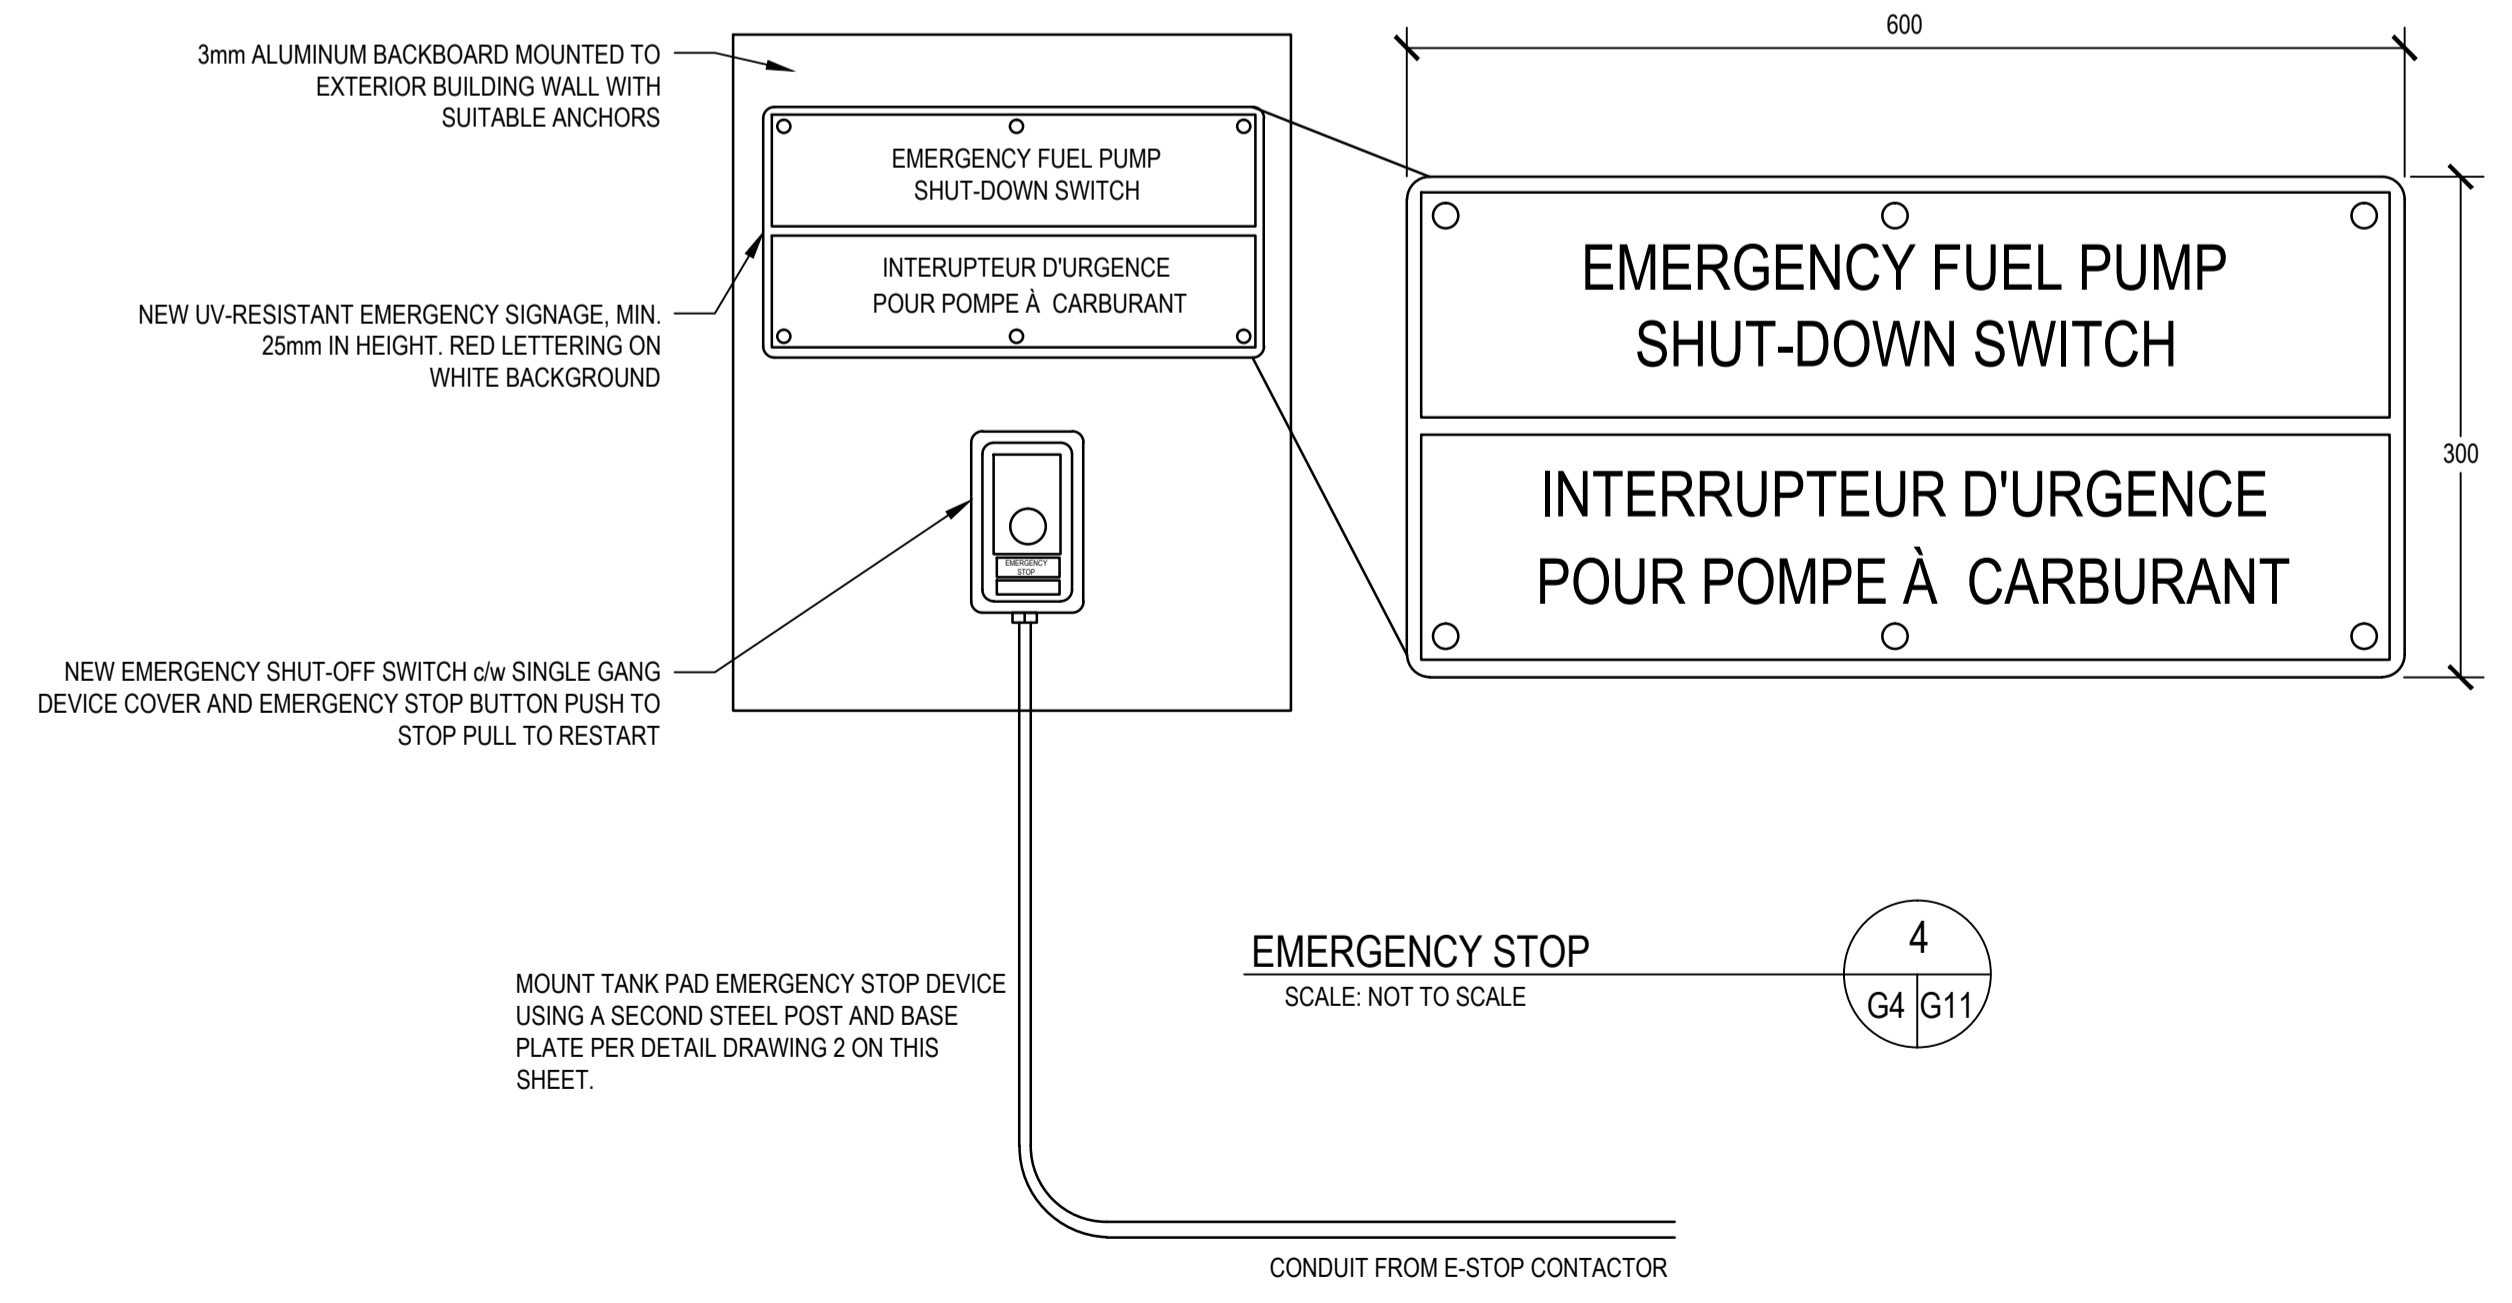 3mm ALUMINUM BACKBOARD MOUNTED TO
EXTERIOR BUILDING WALL WITH
SUITABLE ANCHORS
NEW UV-RESISTANT EMERGENCY SIGNAGE, MIN.
25mm IN HEIGHT. RED LETTERING ON
WHITE BACKGROUND
NEW EMERGENCY SHUT-OFF SWITCH c/w SINGLE GANG
DEVICE COVER AND EMERGENCY STOP BUTTON PUSH TO
STOP PULL TO RESTART
EMERGENCY FUEL PUMP
SHUT-DOWN SWITCH
INTERUPTEUR D'URGENCE
POUR POMPE À  CARBURANT
EMERGENCY
STOP
600
EMERGENCY FUEL PUMP
SHUT-DOWN SWITCH
INTERRUPTEUR D'URGENCE
POUR POMPE À  CARBURANT
300
MOUNT TANK PAD EMERGENCY STOP DEVICE
USING A SECOND STEEL POST AND BASE
PLATE PER DETAIL DRAWING 2 ON THIS
SHEET.
EMERGENCY STOP
SCALE: NOT TO SCALE
4
G4 G11
CONDUIT FROM E-STOP CONTACTOR